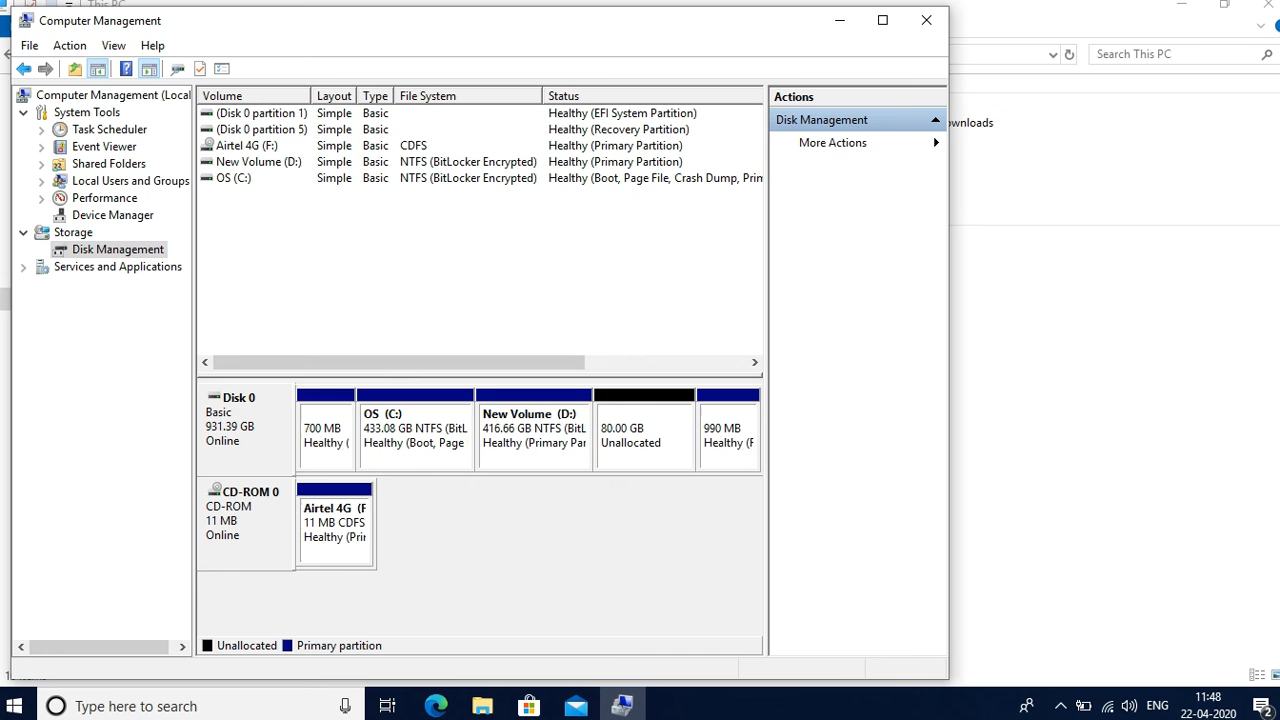 This PC
Computer Management
File Action View Help
Search This PC
Computer Management (Local
System Tools
Task Scheduler
Event Viewer
Shared Folders
Local Users and Groups
Performance
Device Manager
Storage
Disk Management
Services and Applications
Volume Layout Type File System Status
(Disk 0 partition 1) Simple Basic Healthy (EFI System Partition)
(Disk 0 partition 5) Simple Basic Healthy (Recovery Partition)
Airtel 4G (F:) Simple Basic CDFS Healthy (Primary Partition)
New Volume (D:) Simple Basic NTFS (BitLocker Encrypted) Healthy (Primary Partition)
OS (C:) Simple Basic NTFS (BitLocker Encrypted) Healthy (Boot, Page File, Crash Dump, Prin
Actions
Disk Management
More Actions
ownloads
Disk 0
Basic
931.39 GB
Online
700 MB
Healthy (
OS (C:)
433.08 GB NTFS (BitL
Healthy (Boot, Page
New Volume (D:)
416.66 GB NTFS (BitL
Healthy (Primary Par
80.00 GB
Unallocated
990 MB
Healthy (F
CD-ROM 0
CD-ROM
11 MB
Online
Airtel 4G (F
11 MB CDFS
Healthy (Pri
Unallocated Primary partition
Type here to search
ENG
11:48
22-04-2020
2